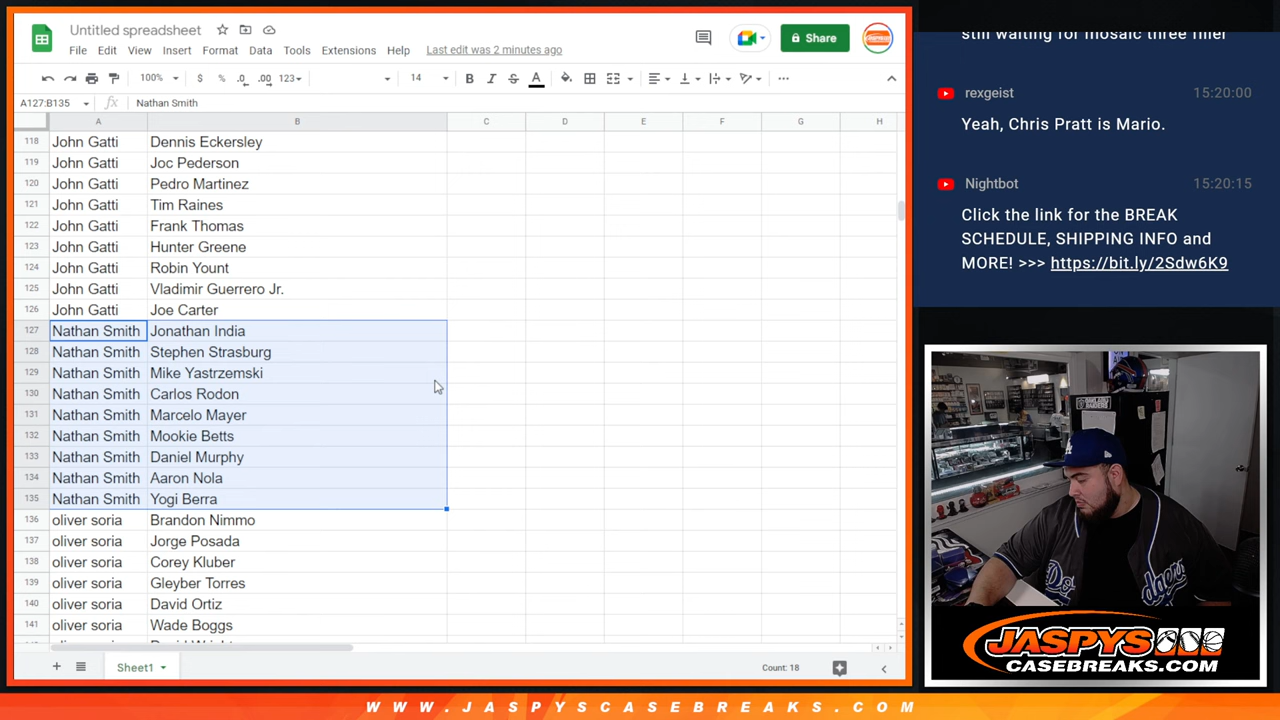 Untitled spreadsheet
File Edit View Insert Format Data Tools Extensions Help Last edit was 2 minutes ago
Share
100% $ % .0 .00 123 14 B I S A
A127:B135 fx Nathan Smith
A B C D E F G H
118 John Gatti Dennis Eckersley
119 John Gatti Joc Pederson
120 John Gatti Pedro Martinez
121 John Gatti Tim Raines
122 John Gatti Frank Thomas
123 John Gatti Hunter Greene
124 John Gatti Robin Yount
125 John Gatti Vladimir Guerrero Jr.
126 John Gatti Joe Carter
127 Nathan Smith Jonathan India
128 Nathan Smith Stephen Strasburg
129 Nathan Smith Mike Yastrzemski
130 Nathan Smith Carlos Rodon
131 Nathan Smith Marcelo Mayer
132 Nathan Smith Mookie Betts
133 Nathan Smith Daniel Murphy
134 Nathan Smith Aaron Nola
135 Nathan Smith Yogi Berra
136 oliver soria Brandon Nimmo
137 oliver soria Jorge Posada
138 oliver soria Corey Kluber
139 oliver soria Gleyber Torres
140 oliver soria David Ortiz
141 oliver soria Wade Boggs
Sheet1 Count: 18
still waiting for mosaic three filler
rexgeist 15:20:00
Yeah, Chris Pratt is Mario.
Nightbot 15:20:15
Click the link for the BREAK
SCHEDULE, SHIPPING INFO and
MORE! >>> https://bit.ly/2Sdw6K9
JASPYS
CASEBREAKS.COM
WWW.JASPYSCASEBREAKS.COM